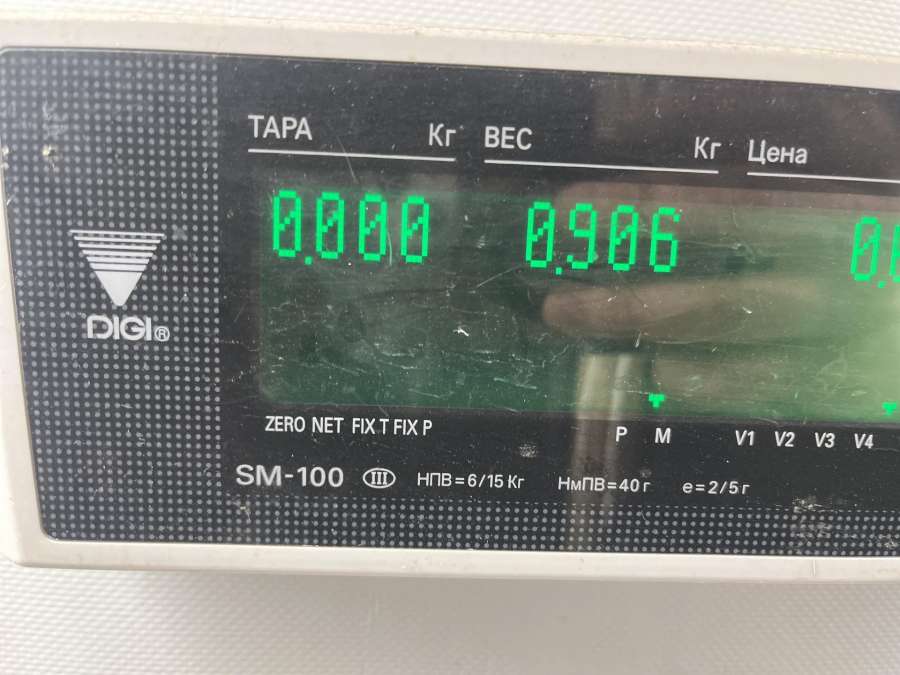 ТАРА Кг ВЕС Кг Цена
0.000 0.906 0.
DIGI®
ZERO NET FIX T FIX P P M V1 V2 V3 V4
SM-100 III НПВ=6/15 Кг НмПВ=40 г e=2/5 г